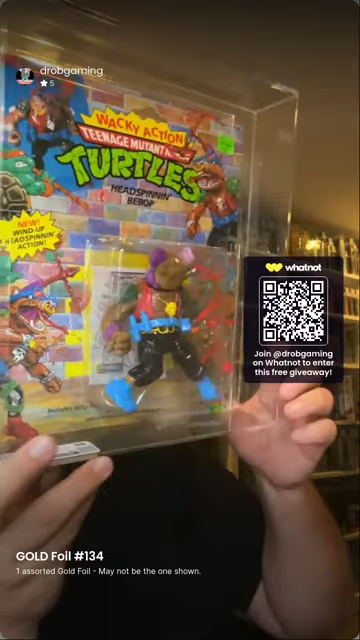 drobgaming
★ 5
WACKY ACTION
TEENAGE MUTANT NINJA
TURTLES
HEADSPINNIN'
BEBOP
NEW!
WIND-UP
HEADSPINNIN'
ACTION!
whatnot
Join @drobgaming
on Whatnot to enter
this free giveaway!
Includes
GOLD Foil #134
1 assorted Gold Foil - May not be the one shown.